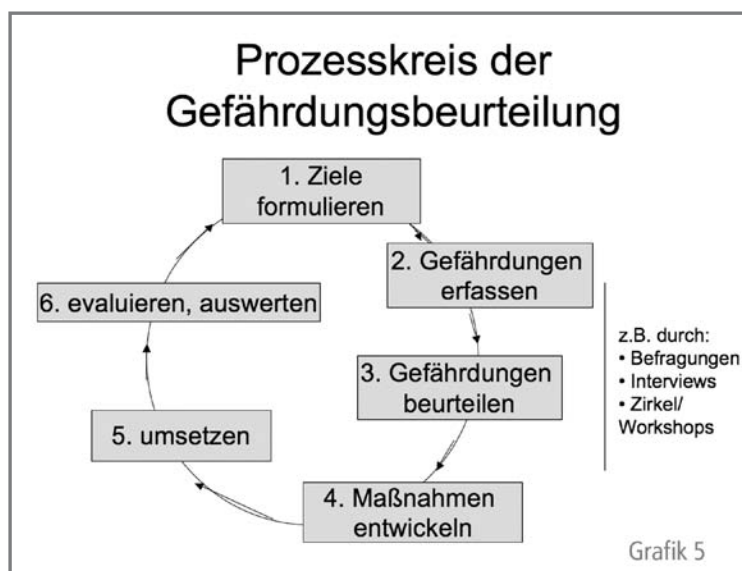 Prozesskreis der
Gefährdungsbeurteilung
1. Ziele
formulieren
2. Gefährdungen
erfassen
3. Gefährdungen
beurteilen
4. Maßnahmen
entwickeln
5. umsetzen
6. evaluieren, auswerten
z.B. durch:
• Befragungen
• Interviews
• Zirkel/
Workshops
Grafik 5